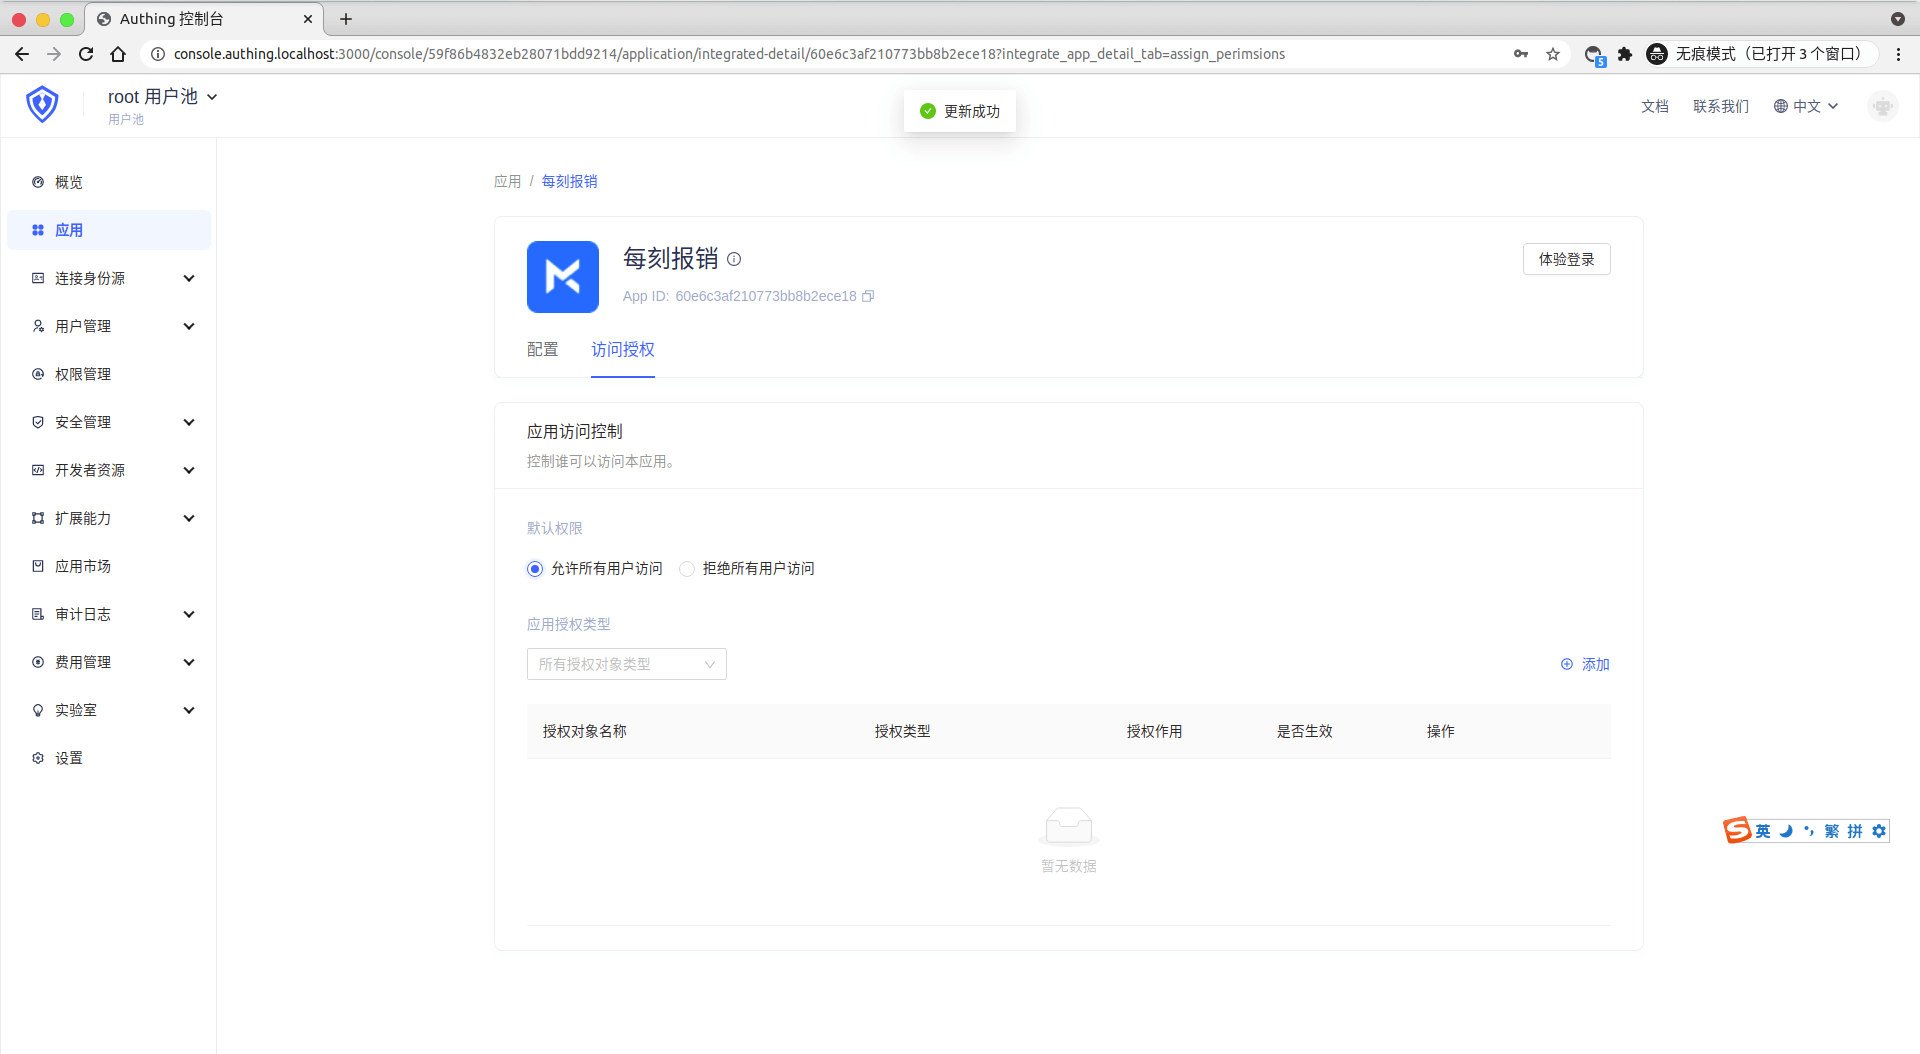 Authing 控制台
console.authing.localhost:3000/console/59f86b4832eb28071bdd9214/application/integrated-detail/60e6c3af210773bb8b2ece18?integrate_app_detail_tab=assign_perimsions
5
无痕模式（已打开 3 个窗口）
root 用户池
用户池
更新成功
文档
联系我们
中文
概览
应用
连接身份源
用户管理
权限管理
安全管理
开发者资源
扩展能力
应用市场
审计日志
费用管理
实验室
设置
应用 / 每刻报销
每刻报销
体验登录
App ID: 60e6c3af210773bb8b2ece18
配置
访问授权
应用访问控制
控制谁可以访问本应用。
默认权限
允许所有用户访问
拒绝所有用户访问
应用授权类型
所有授权对象类型
添加
授权对象名称
授权类型
授权作用
是否生效
操作
暂无数据
S 英 繁 拼